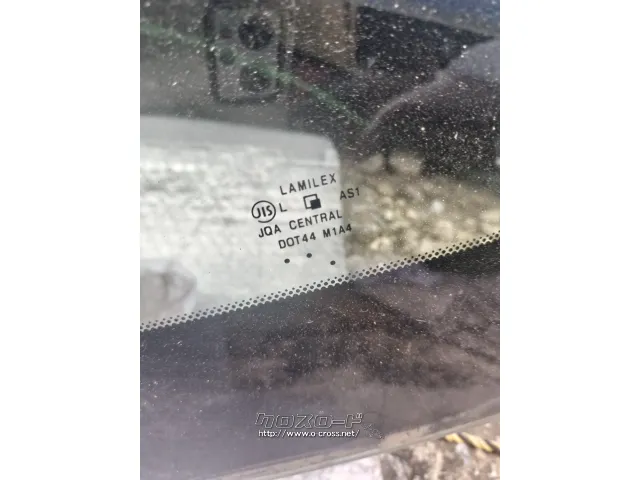 LAMILEX
JIS L AS1
JQA CENTRAL
DOT44 M1A4
クロスロード
http://www.o-cross.net/